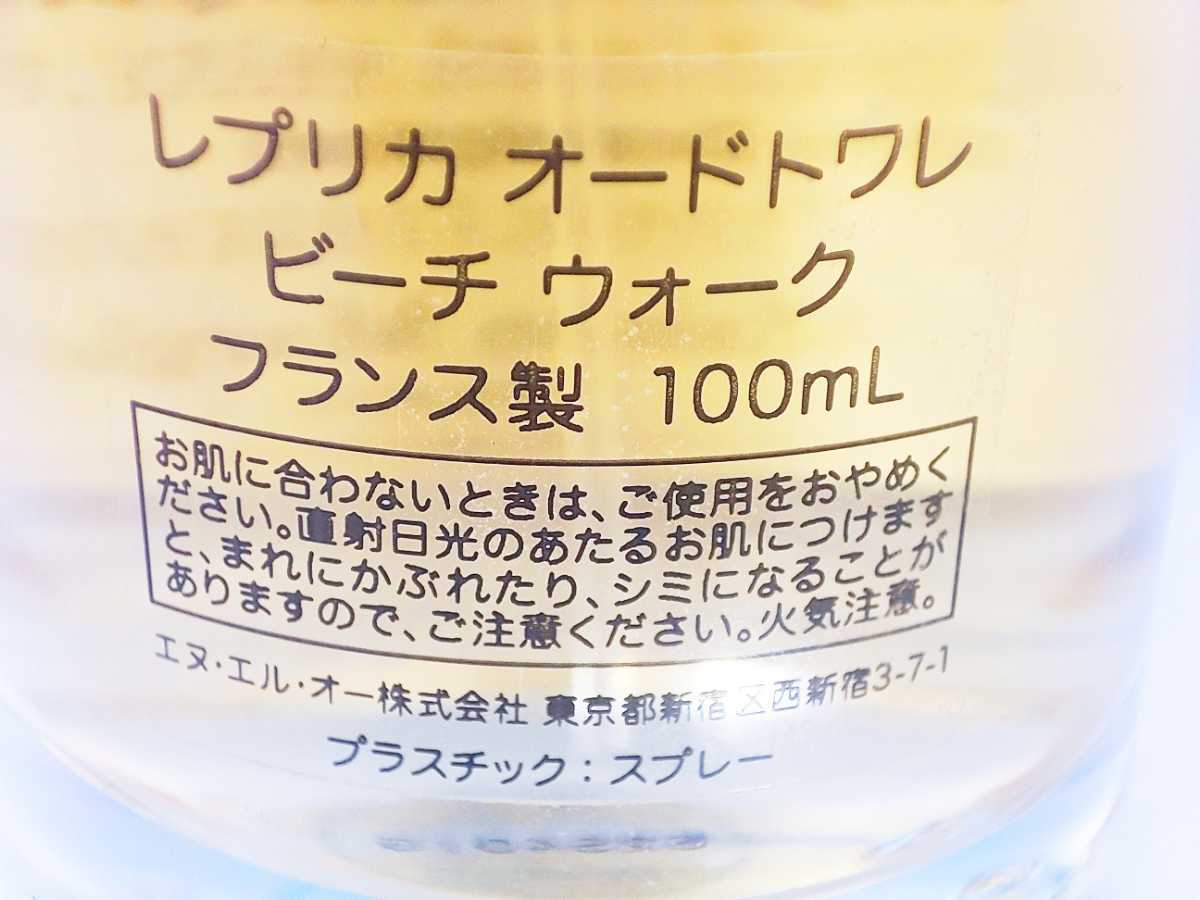 レプリカ オードトワレ
ビーチ ウォーク
フランス製 100mL
お肌に合わないときは、ご使用をおやめく
ださい。直射日光のあたるお肌につけます
と、まれにかぶれたり、シミになることが
ありますので、ご注意ください。火気注意。
エヌ・エル・オー株式会社 東京都新宿区西新宿3-7-1
プラスチック：スプレー